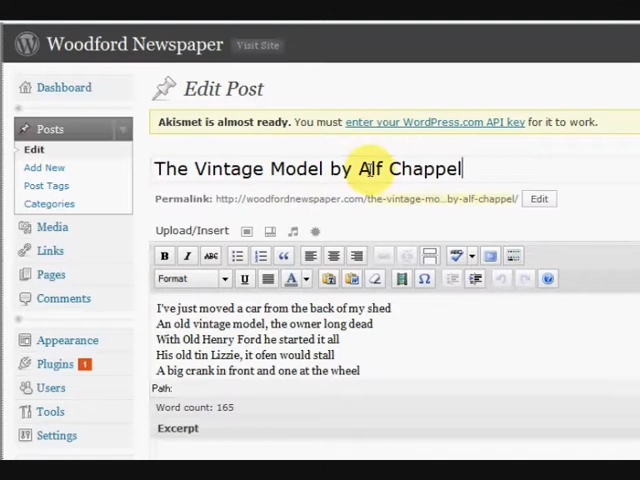 Woodford Newspaper Visit Site
Dashboard
Posts
Edit
Add New
Post Tags
Categories
Media
Links
Pages
Comments
Appearance
Plugins 1
Users
Tools
Settings
Edit Post
Akismet is almost ready. You must enter your WordPress.com API key for it to work.
The Vintage Model by Alf Chappel
Permalink: http://woodfordnewspaper.com/the-vintage-mo…by-alf-chappel/ Edit
Upload/Insert
B I ABC
Format U A
I've just moved a car from the back of my shed
An old vintage model, the owner long dead
With Old Henry Ford he started it all
His old tin Lizzie, it ofen would stall
A big crank in front and one at the wheel
Path:
Word count: 165
Excerpt